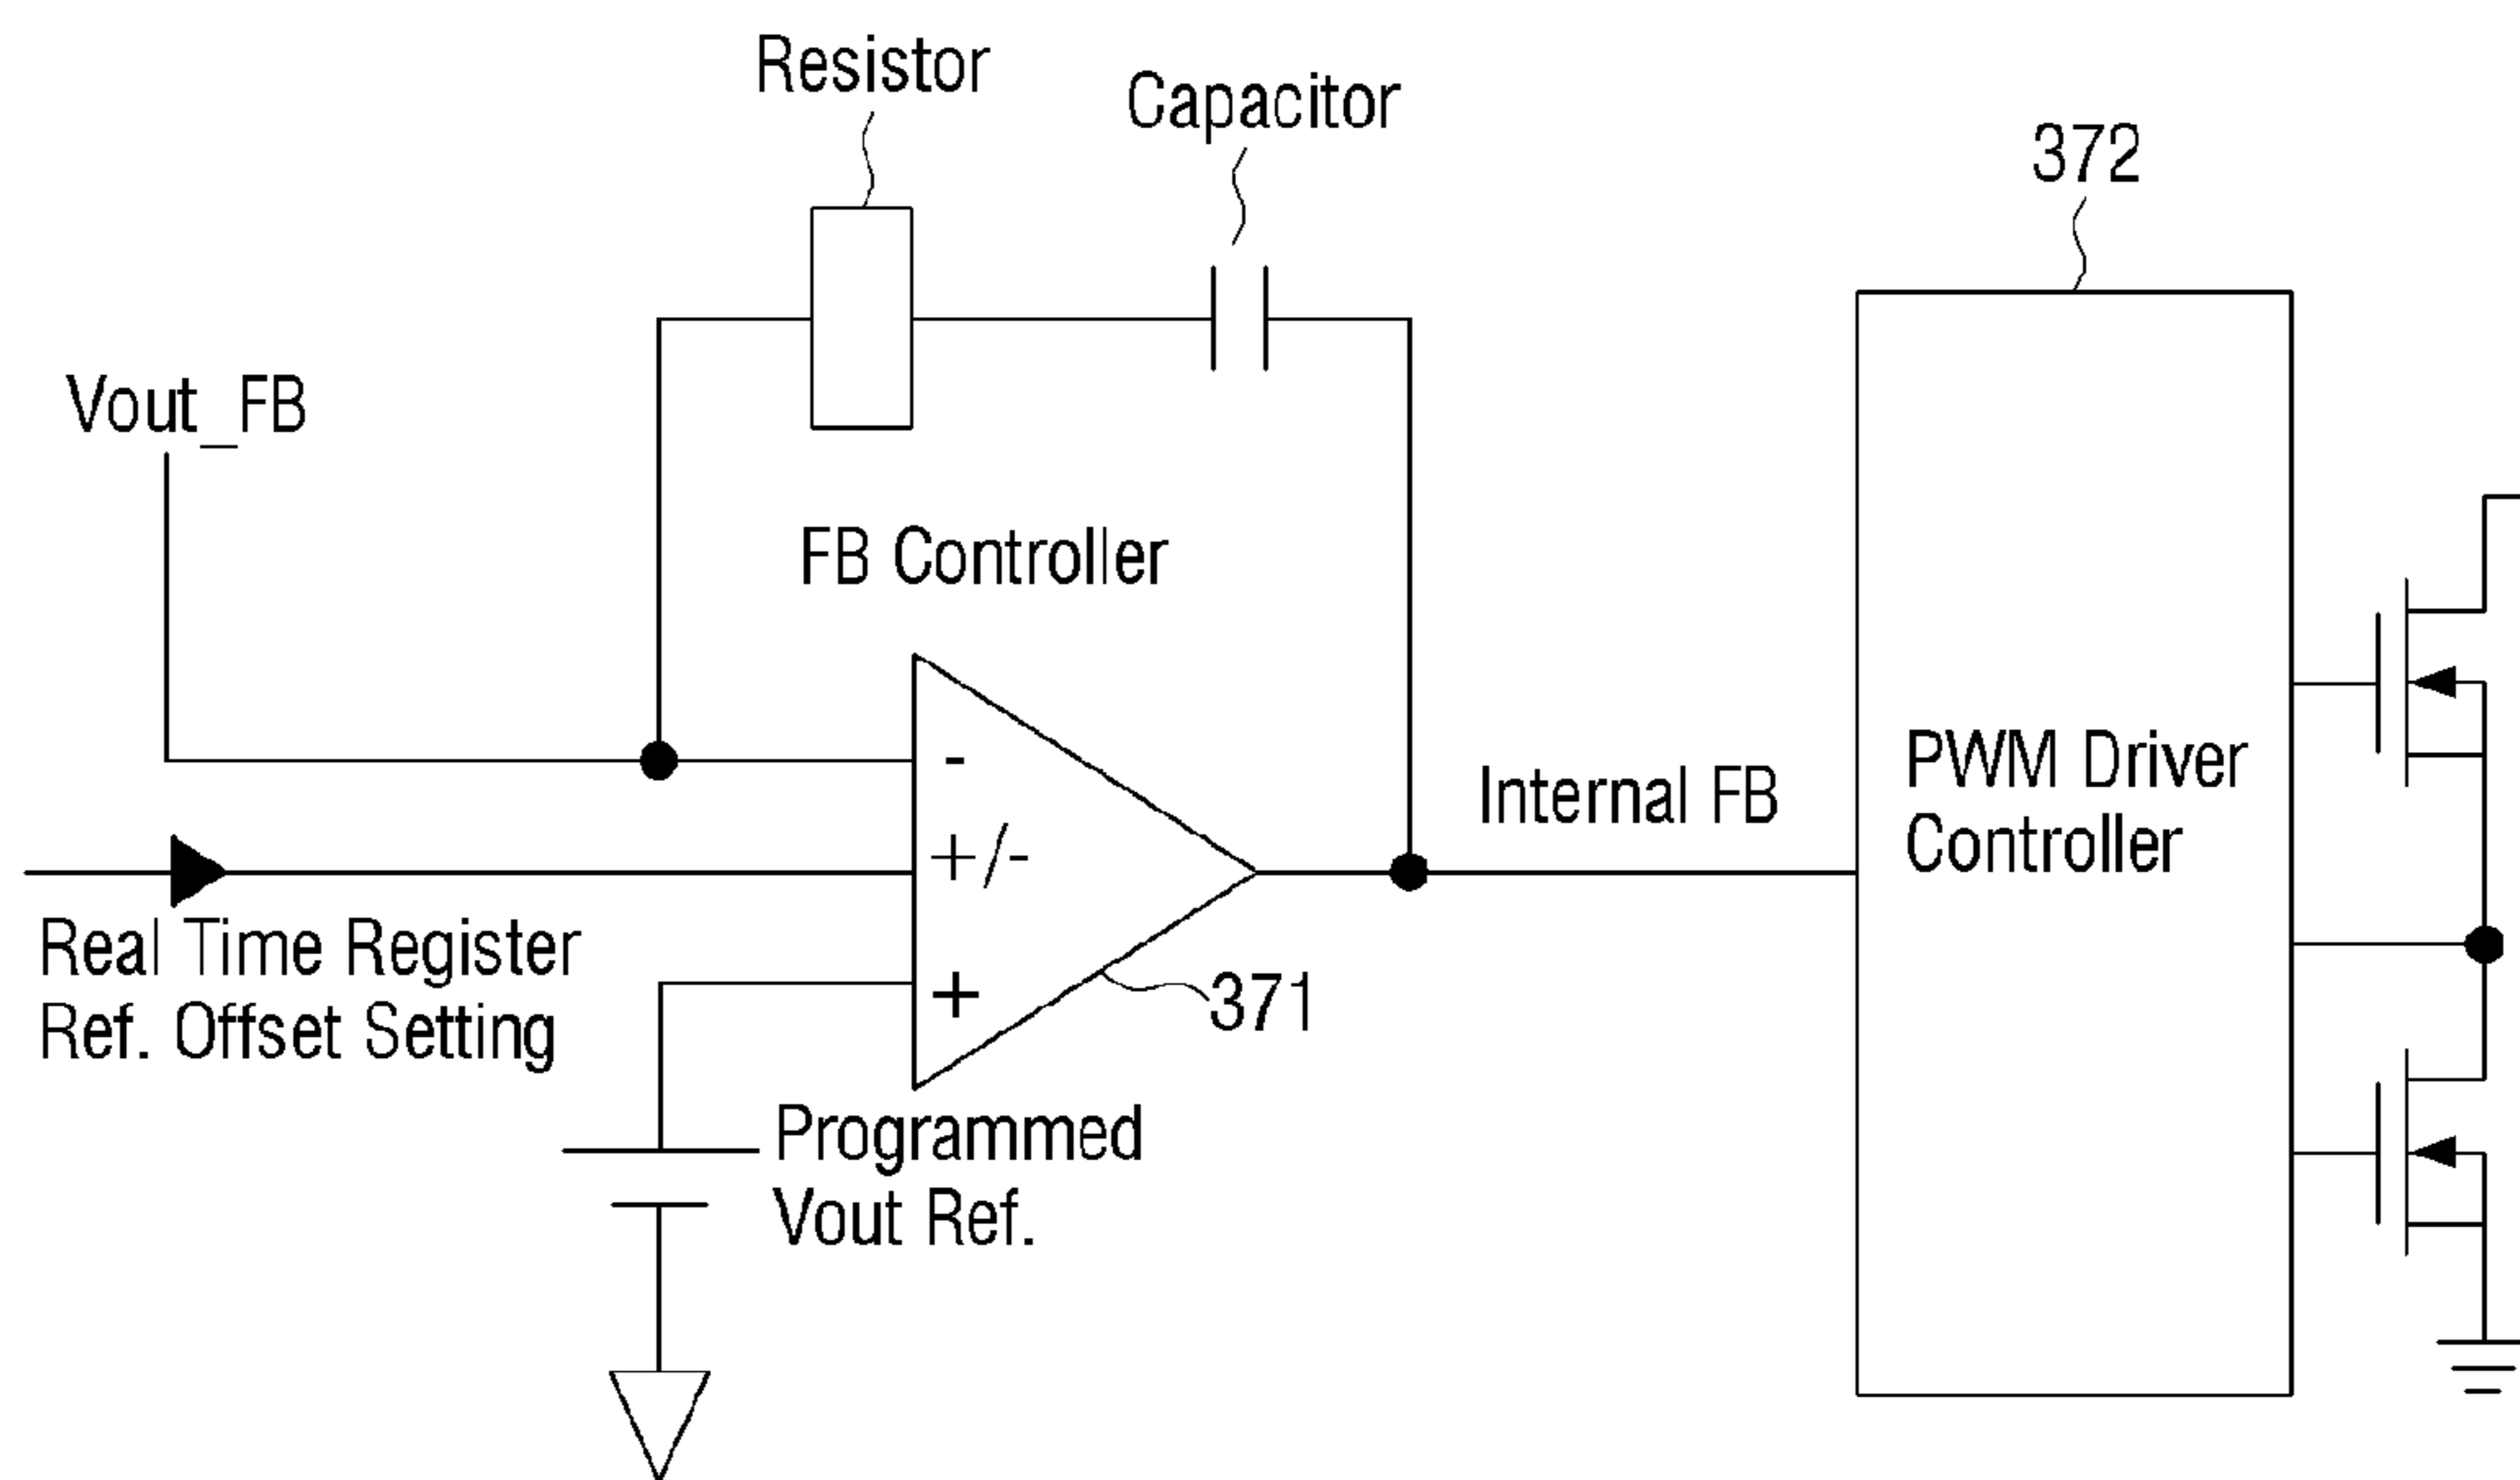 Resistor
Capacitor
372
Vout_FB
FB Controller
-
+/-
+
Internal FB
PWM Driver
Controller
Real Time Register
Ref. Offset Setting
371
Programmed
Vout Ref.